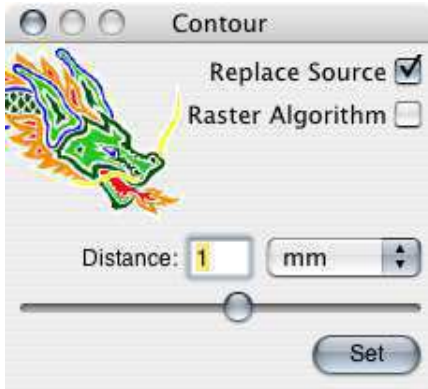 Contour
Replace Source
Raster Algorithm
Distance: 1 mm
Set